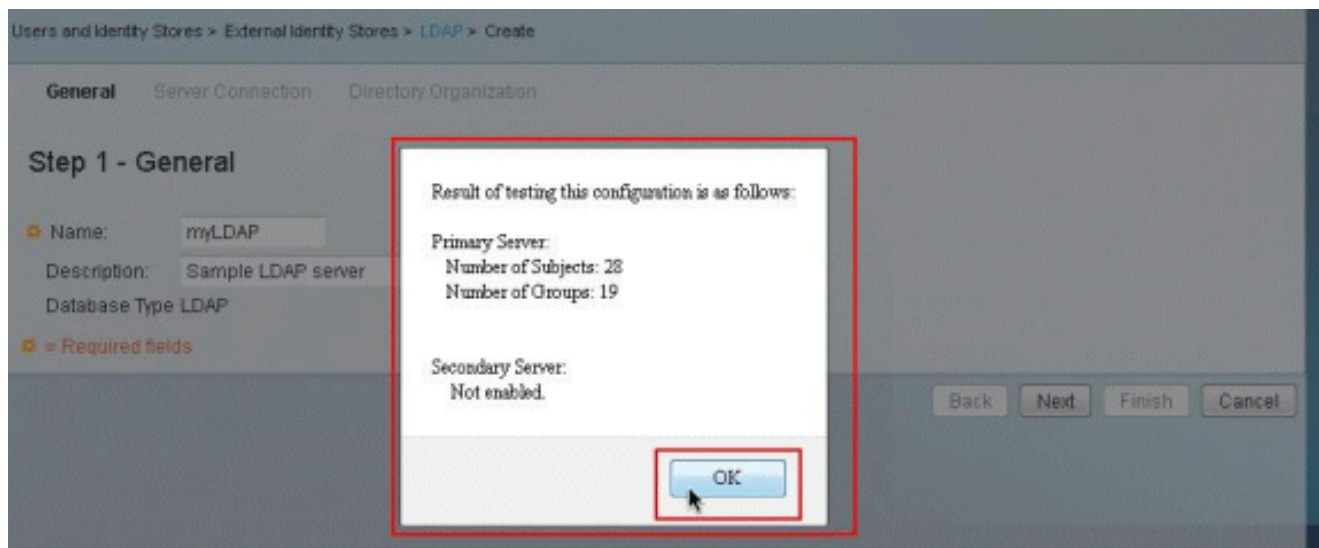 Users and Identity Stores > External Identity Stores > LDAP > Create
General Server Connection Directory Organization
Step 1 - General
Name: myLDAP
Description: Sample LDAP server
Database Type LDAP
= Required fields
Result of testing this configuration is as follows:
Primary Server:
Number of Subjects: 28
Number of Groups: 19
Secondary Server:
Not enabled.
OK
Back Next Finish Cancel